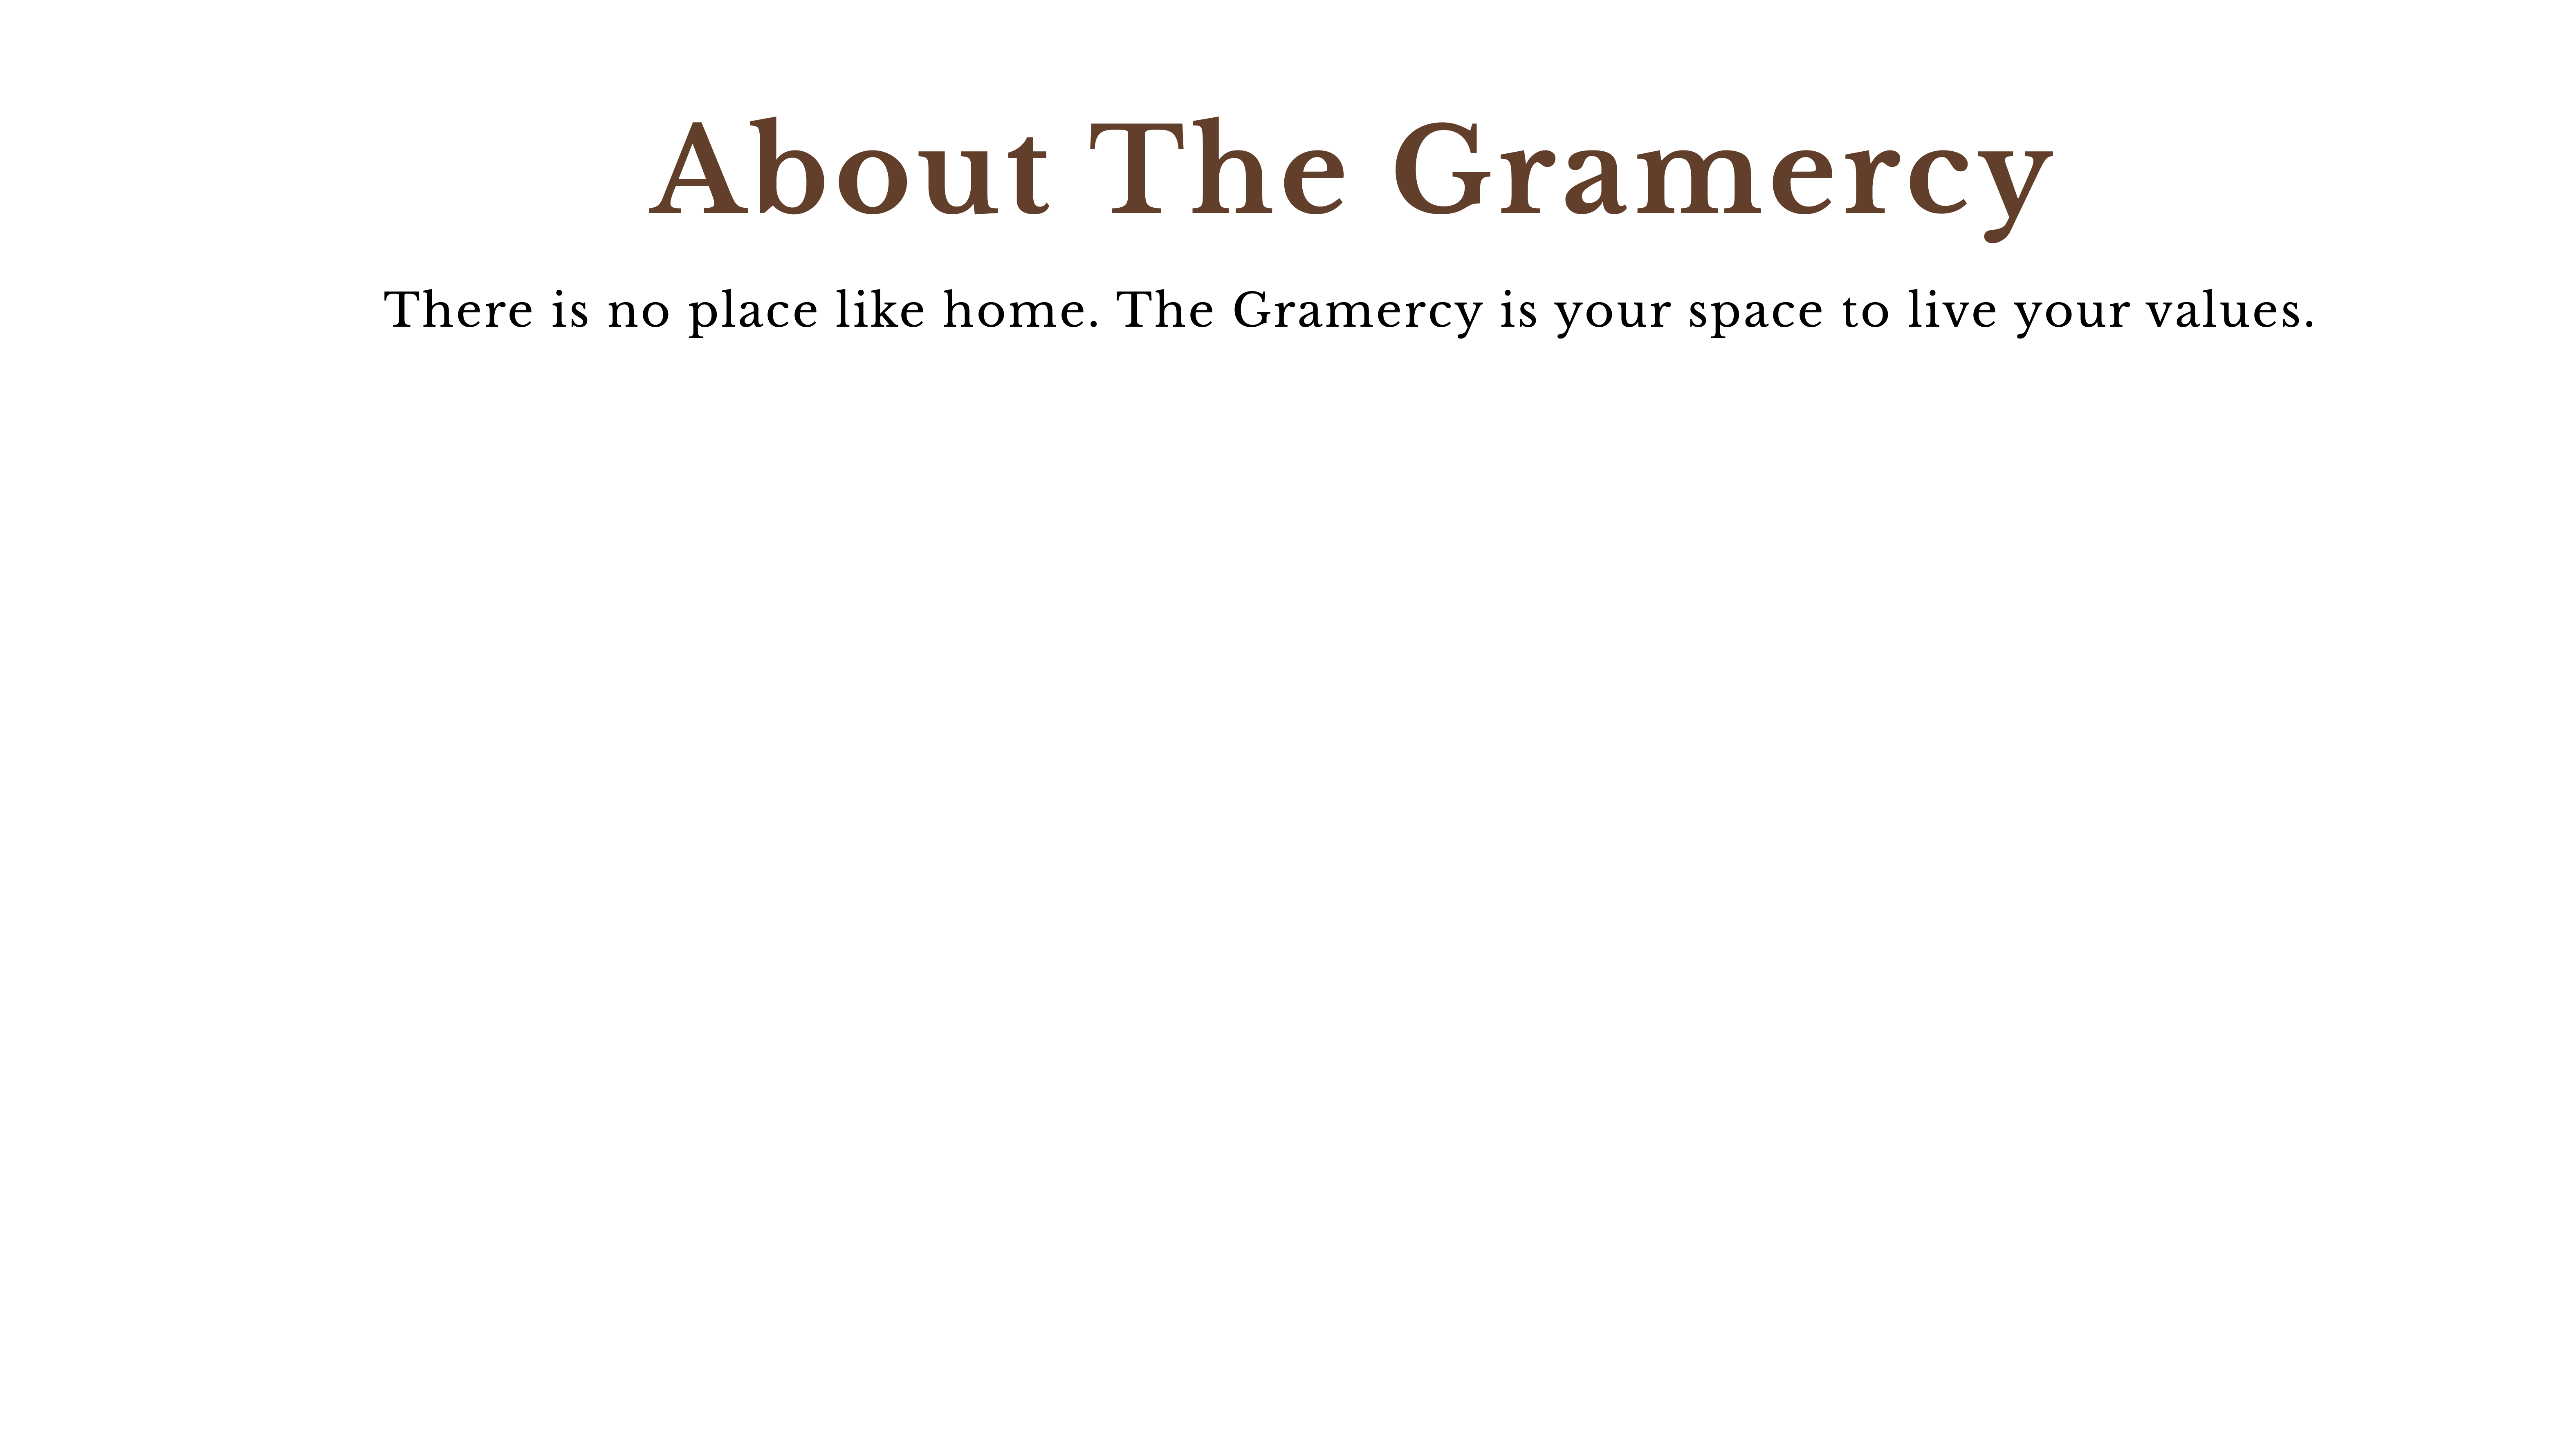 About The Gramercy
There is no place like home. The Gramercy is your space to live your values.